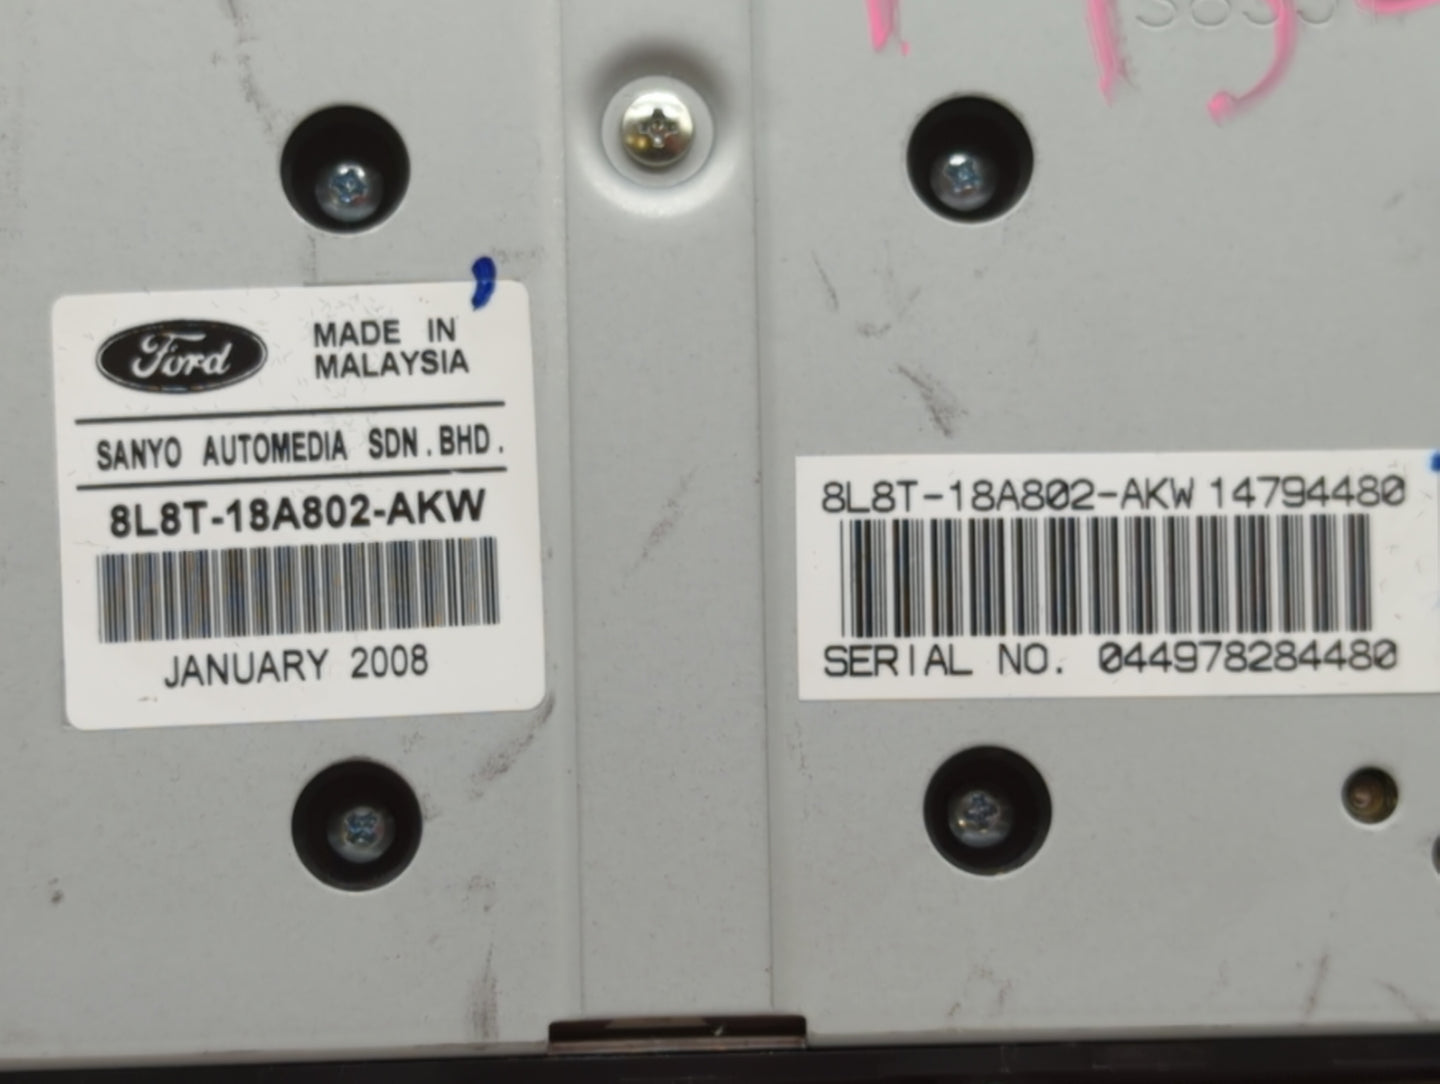 Ford
MADE IN
MALAYSIA
SANYO AUTOMEDIA SDN.BHD.
8L8T-18A802-AKW
JANUARY 2008
8L8T-18A802-AKW 14794480
SERIAL NO. 044978284480